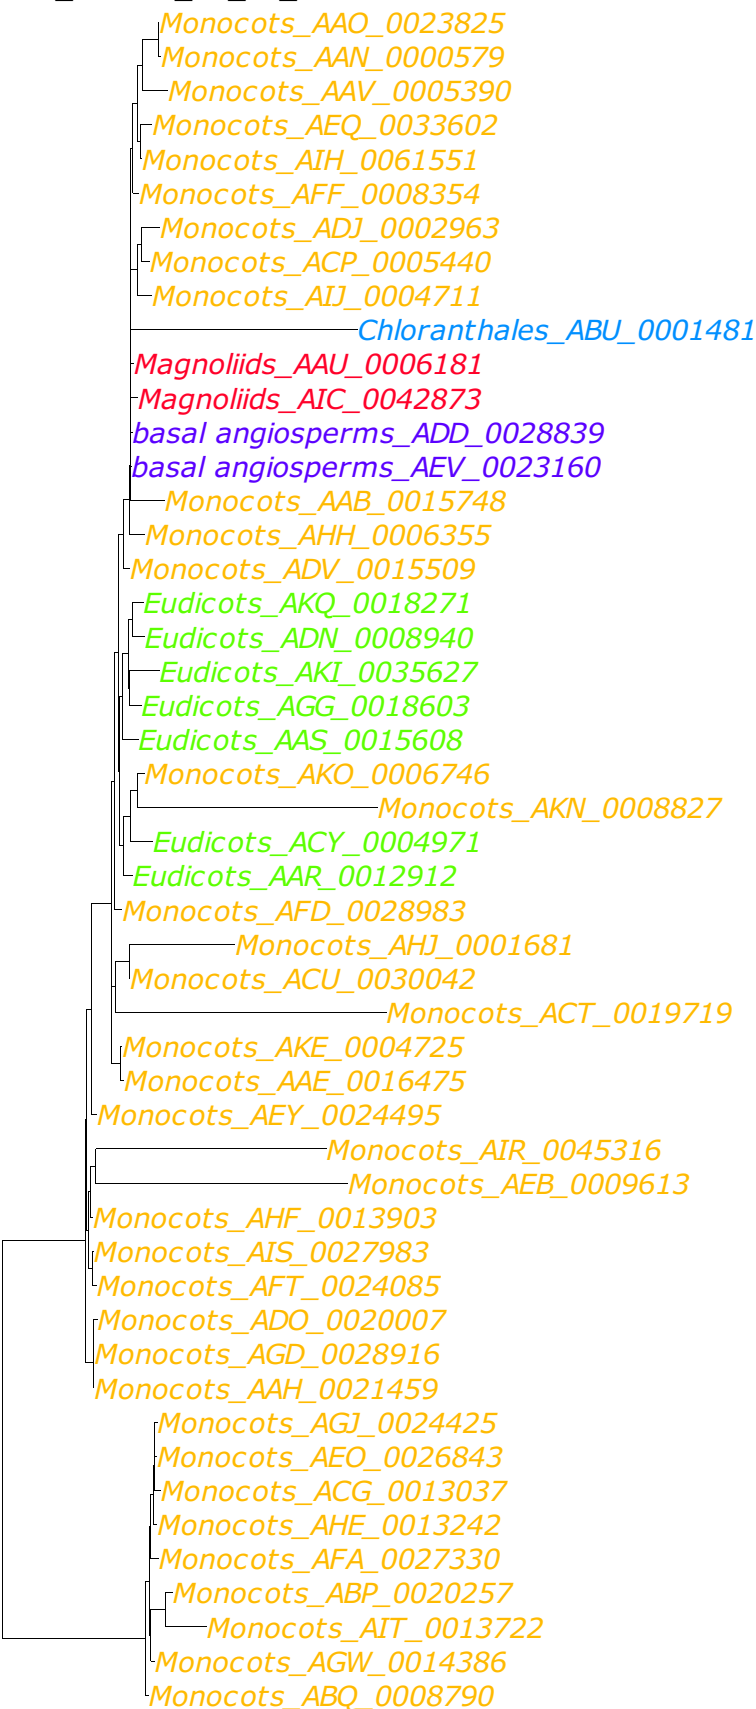 Monocots_AAO_0023825
Monocots_AAN_0000579
Monocots_AAV_0005390
Monocots_AEQ_0033602
Monocots_AIH_0061551
Monocots_AFF_0008354
Monocots_ADJ_0002963
Monocots_ACP_0005440
Monocots_AIJ_0004711
Chloranthales_ABU_0001481
Magnoliids_AAU_0006181
Magnoliids_AIC_0042873
basal angiosperms_ADD_0028839
basal angiosperms_AEV_0023160
Monocots_AAB_0015748
Monocots_AHH_0006355
Monocots_ADV_0015509
Eudicots_AKQ_0018271
Eudicots_ADN_0008940
Eudicots_AKI_0035627
Eudicots_AGG_0018603
Eudicots_AAS_0015608
Monocots_AKO_0006746
Monocots_AKN_0008827
Eudicots_ACY_0004971
Eudicots_AAR_0012912
Monocots_AFD_0028983
Monocots_AHJ_0001681
Monocots_ACU_0030042
Monocots_ACT_0019719
Monocots_AKE_0004725
Monocots_AAE_0016475
Monocots_AEY_0024495
Monocots_AIR_0045316
Monocots_AEB_0009613
Monocots_AHF_0013903
Monocots_AIS_0027983
Monocots_AFT_0024085
Monocots_ADO_0020007
Monocots_AGD_0028916
Monocots_AAH_0021459
Monocots_AGJ_0024425
Monocots_AEO_0026843
Monocots_ACG_0013037
Monocots_AHE_0013242
Monocots_AFA_0027330
Monocots_ABP_0020257
Monocots_AIT_0013722
Monocots_AGW_0014386
Monocots_ABQ_0008790